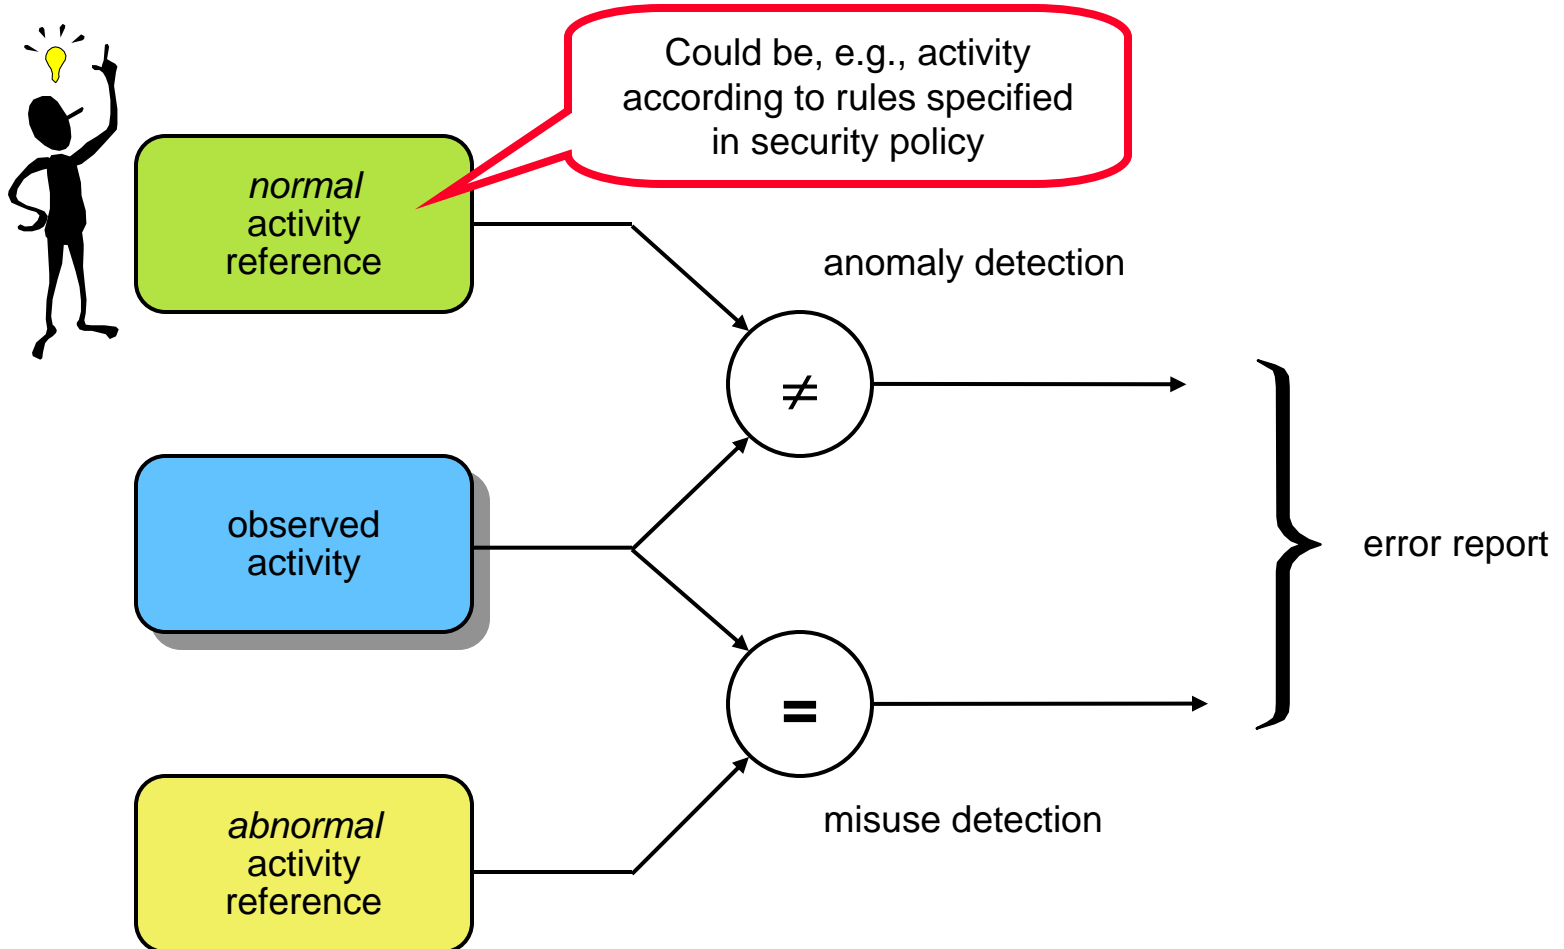 Could be, e.g., activity
according to rules specified
in security policy
normal
activity
reference
anomaly detection
≠
observed
activity
error report
=
misuse detection
abnormal
activity
reference